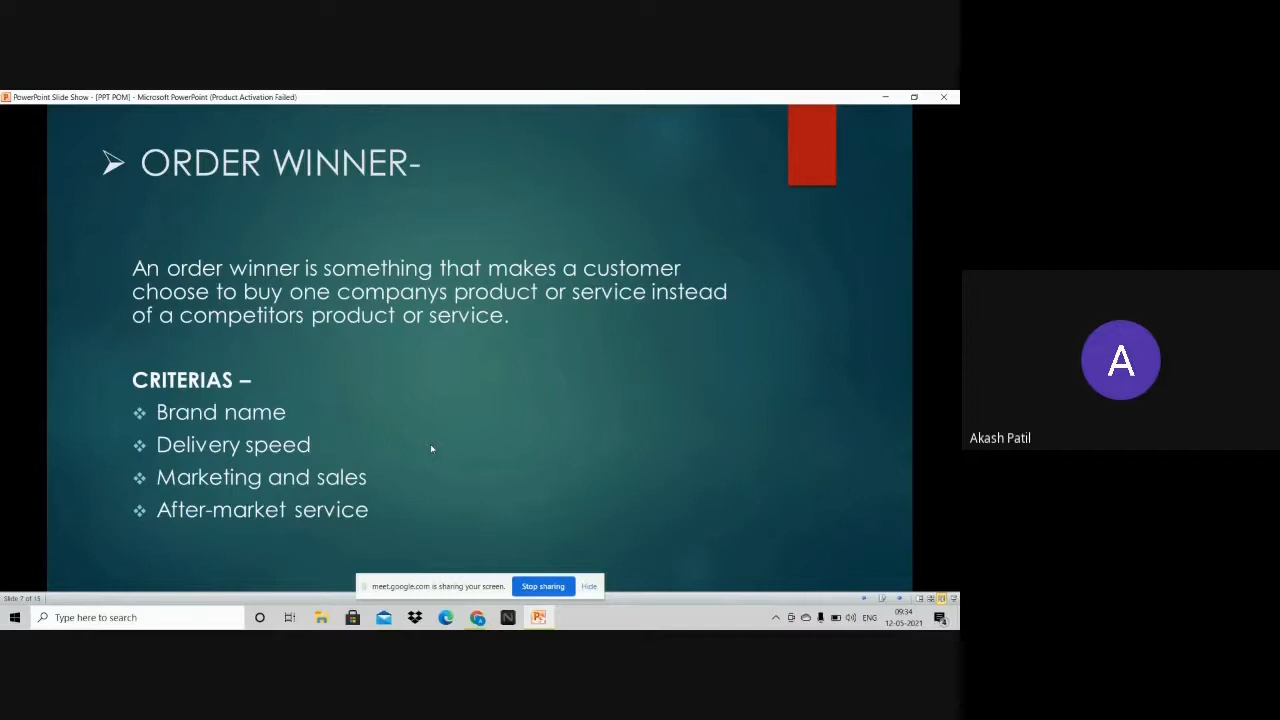 PowerPoint Slide Show - [PPT POM] - Microsoft PowerPoint (Product Activation Failed)
ORDER WINNER-
An order winner is something that makes a customer
choose to buy one companys product or service instead
of a competitors product or service.
CRITERIAS –
Brand name
Delivery speed
Marketing and sales
After-market service
A
Akash Patil
meet.google.com is sharing your screen. Stop sharing Hide
Slide 7 of 15
Type here to search
ENG
09:34
12-05-2021